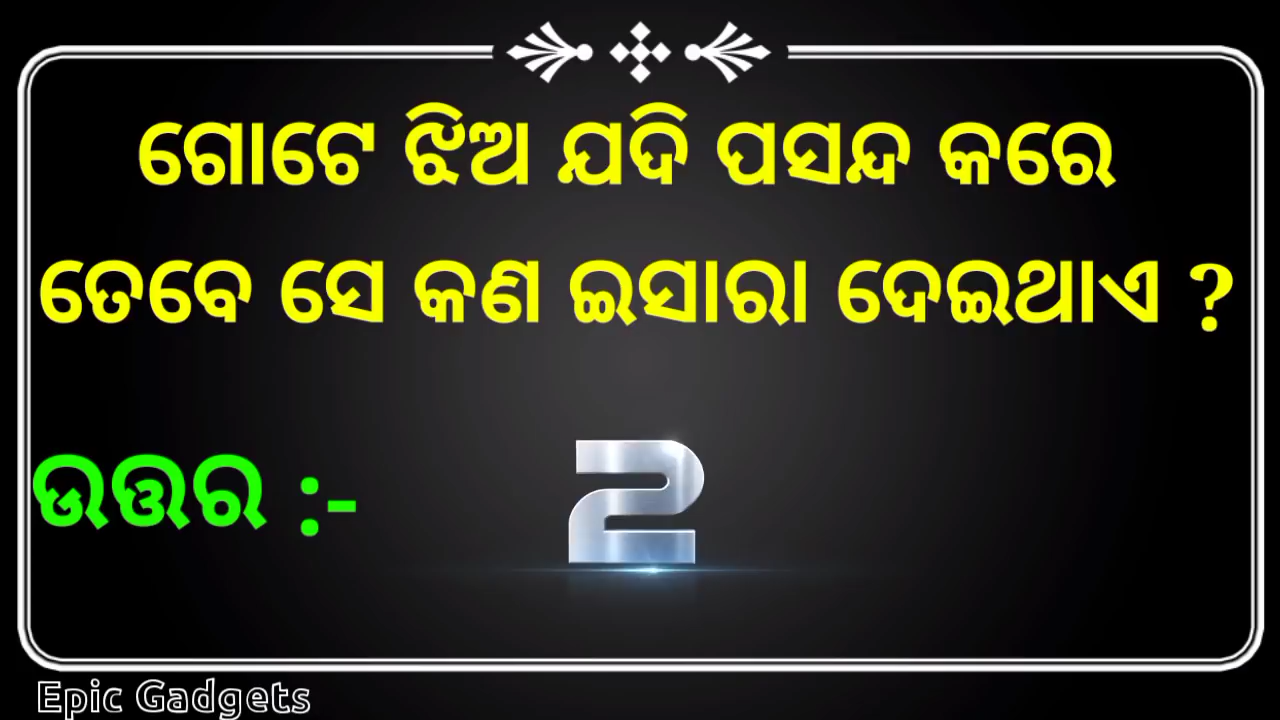 ଗୋଟେ ଝିଅ ଯଦି ପସନ୍ଦ କରେ
ତେବେ ସେ କଣ ଇସାରା ଦେଇଥାଏ ?
ଉତ୍ତର :-
2
Epic Gadgets